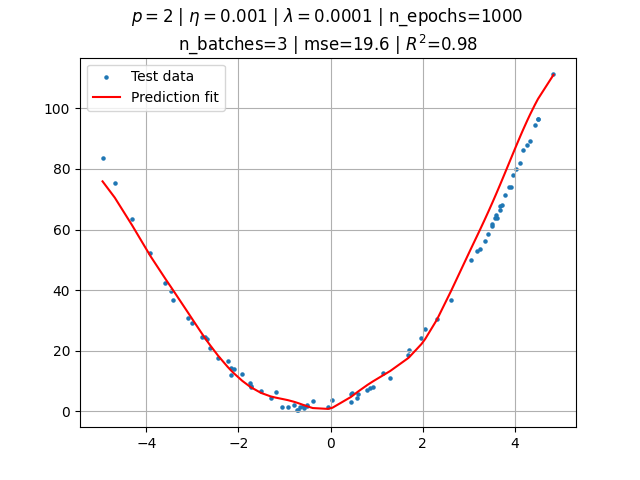 p = 2 | η = 0.001 | λ = 0.0001 | n_epochs=1000
n_batches=3 | mse=19.6 | R²=0.98
Test data
Prediction fit
100
80
60
40
20
0
−4 −2 0 2 4